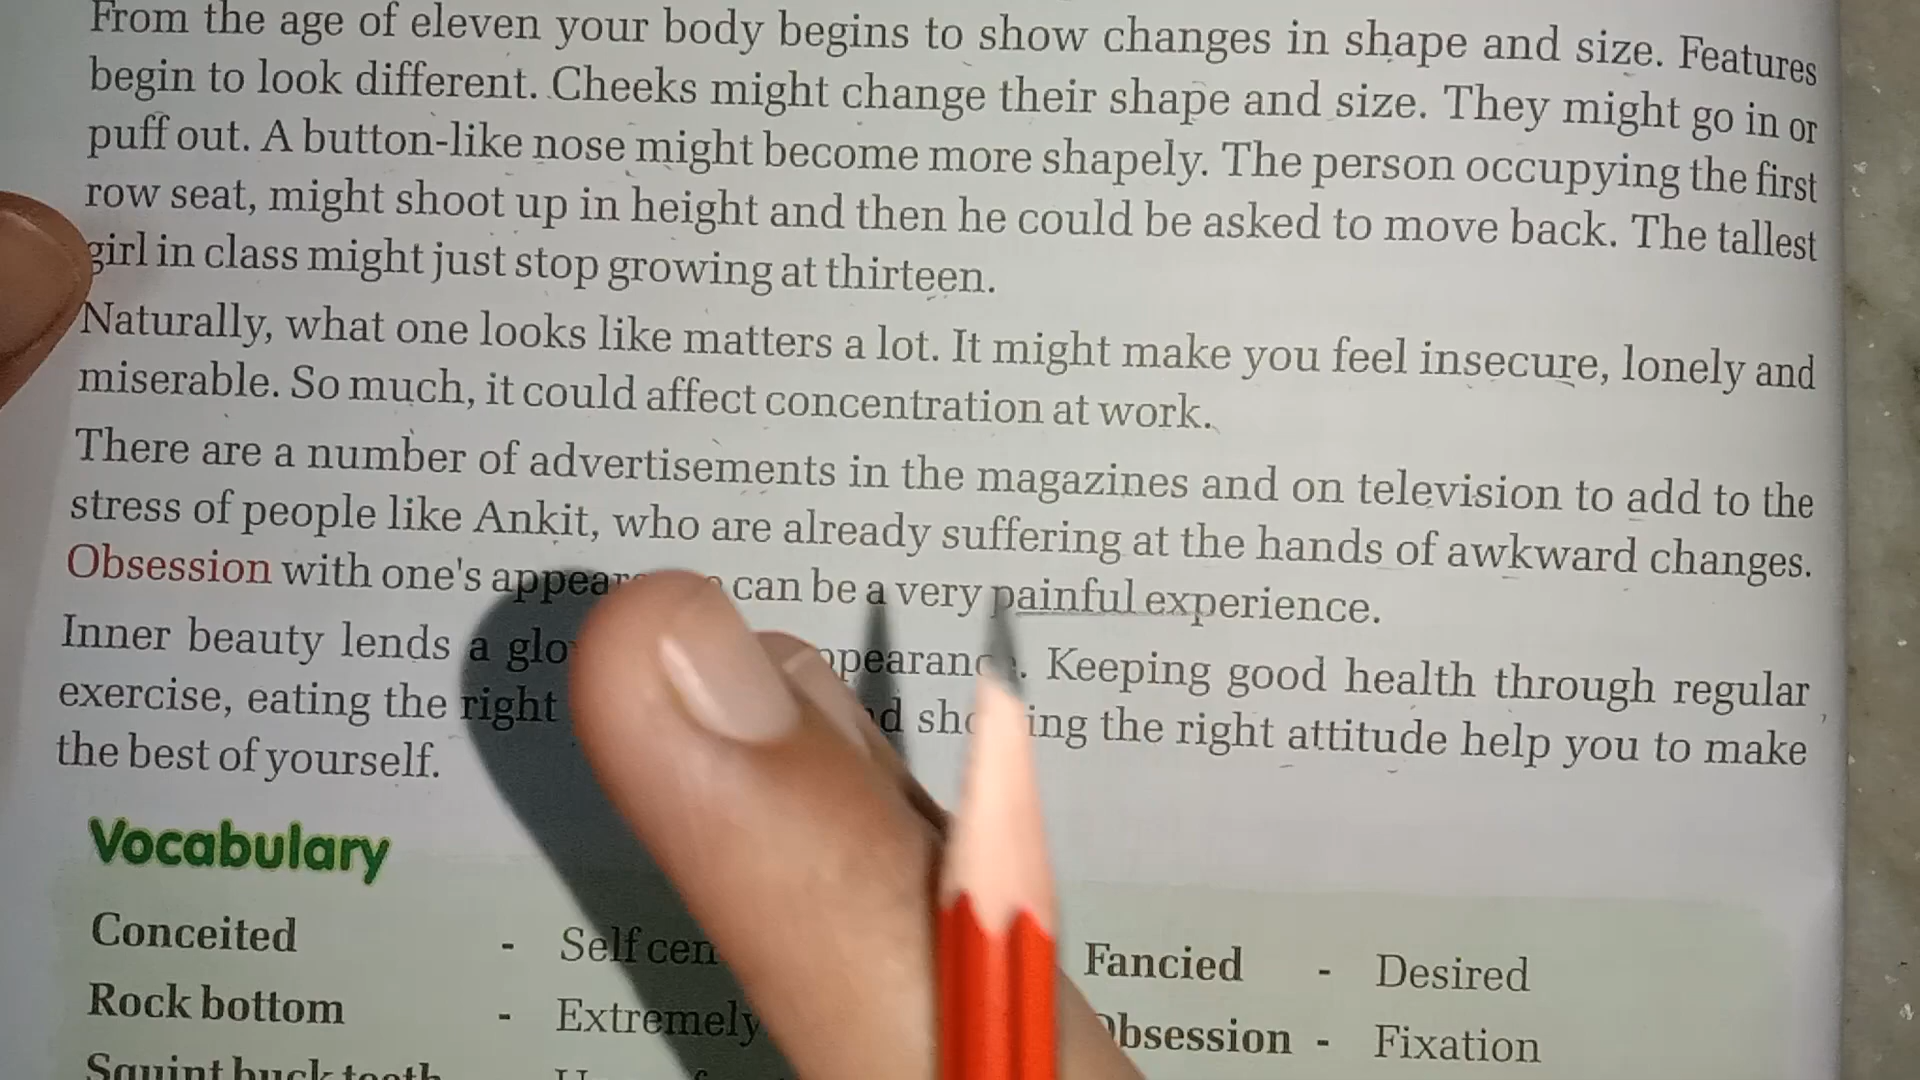 From the age of eleven your body begins to show changes in shape and size. Features
begin to look different. Cheeks might change their shape and size. They might go in or
puff out. A button-like nose might become more shapely. The person occupying the first
row seat, might shoot up in height and then he could be asked to move back. The tallest
girl in class might just stop growing at thirteen.
Naturally, what one looks like matters a lot. It might make you feel insecure, lonely and
miserable. So much, it could affect concentration at work.
There are a number of advertisements in the magazines and on television to add to the
stress of people like Ankit, who are already suffering at the hands of awkward changes.
Obsession with one's can be a very painful experience.
Inner beauty lends a Keeping good health through regular
exercise, eating the right the right attitude help you to make
the best of yourself.
Vocabulary
Conceited - Self Fancied - Desired
Rock bottom - Extremely Obsession - Fixation
Squint buck teeth